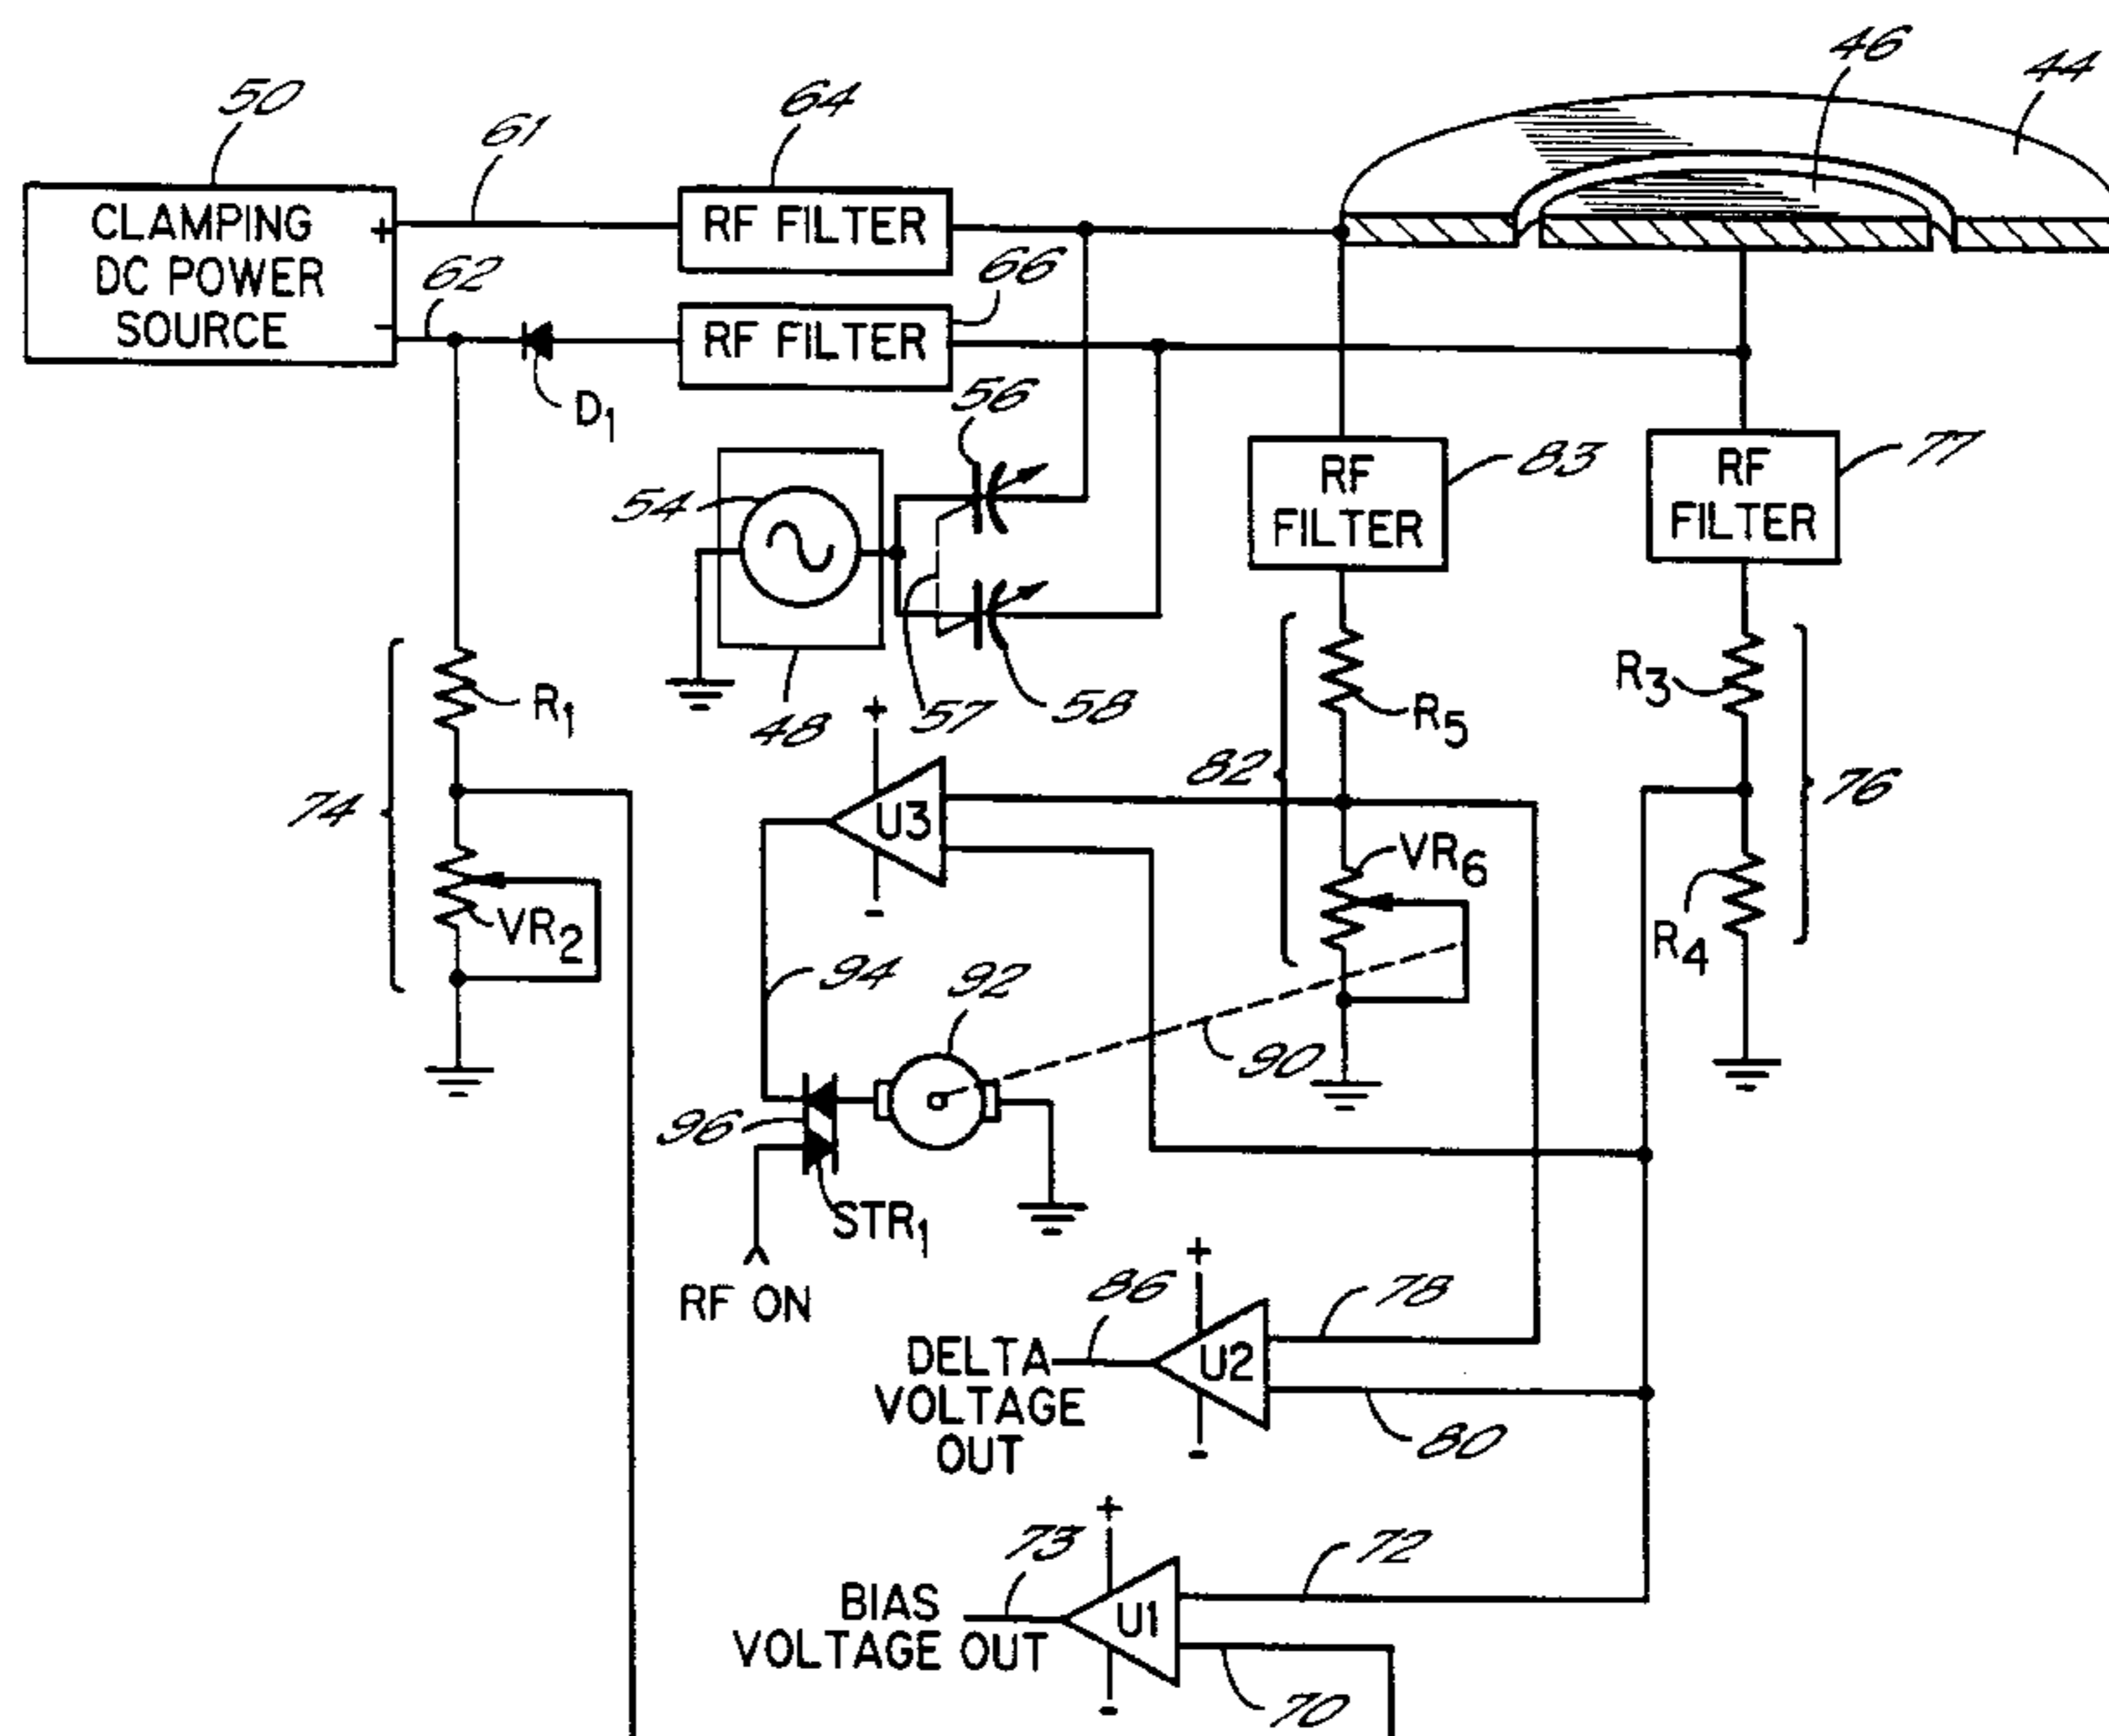 46
44
50
61
64
CLAMPING
DC POWER
SOURCE
+
-
62
RF FILTER
66
RF FILTER
D1
56
54
57
58
48
RF
FILTER
83
RF
FILTER
77
R1
74
VR2
+
U3
-
82
R5
VR6
R3
76
R4
94
92
90
96
STR1
RF ON
86
+
78
DELTA
VOLTAGE
OUT
U2
-
80
73
+
72
BIAS
VOLTAGE OUT
U1
-
70